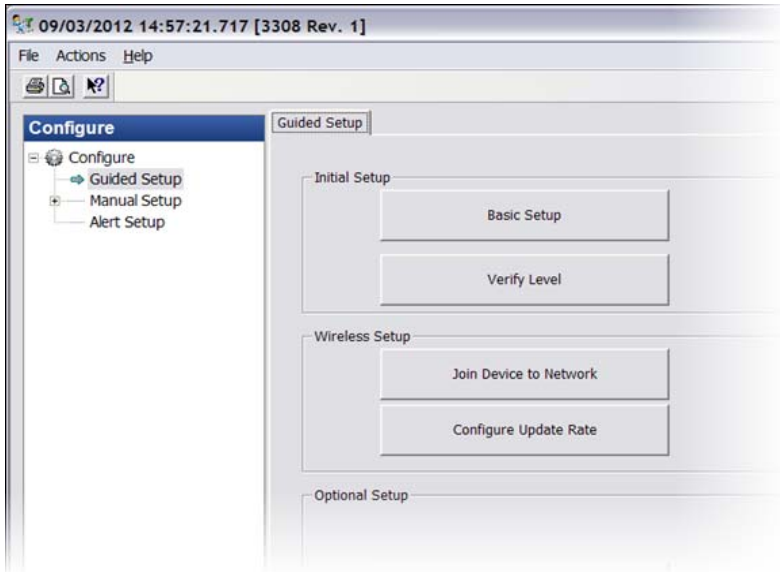 09/03/2012 14:57:21.717 [3308 Rev. 1]
File Actions Help
Configure
Configure
Guided Setup
Manual Setup
Alert Setup
Guided Setup
Initial Setup
Basic Setup
Verify Level
Wireless Setup
Join Device to Network
Configure Update Rate
Optional Setup